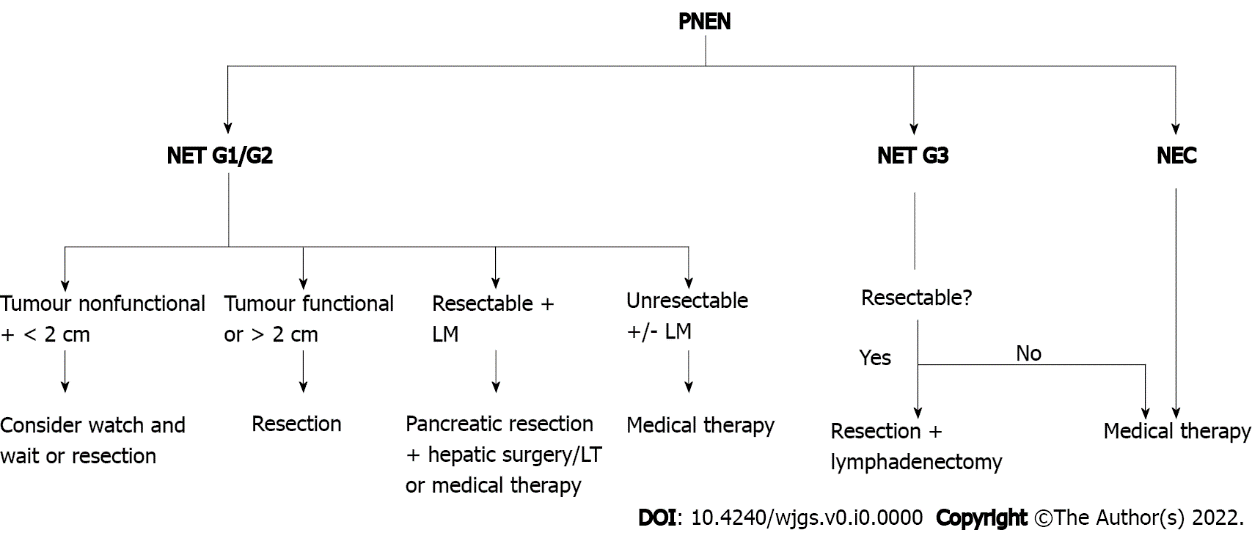 PNEN
NET G1/G2
NET G3
NEC
Tumour nonfunctional
+ < 2 cm
Tumour functional
or > 2 cm
Resectable +
LM
Unresectable
+/- LM
Resectable?
Yes
No
Consider watch and
wait or resection
Resection
Pancreatic resection
+ hepatic surgery/LT
or medical therapy
Medical therapy
Resection +
lymphadenectomy
Medical therapy
DOI: 10.4240/wjgs.v0.i0.0000 Copyright ©The Author(s) 2022.